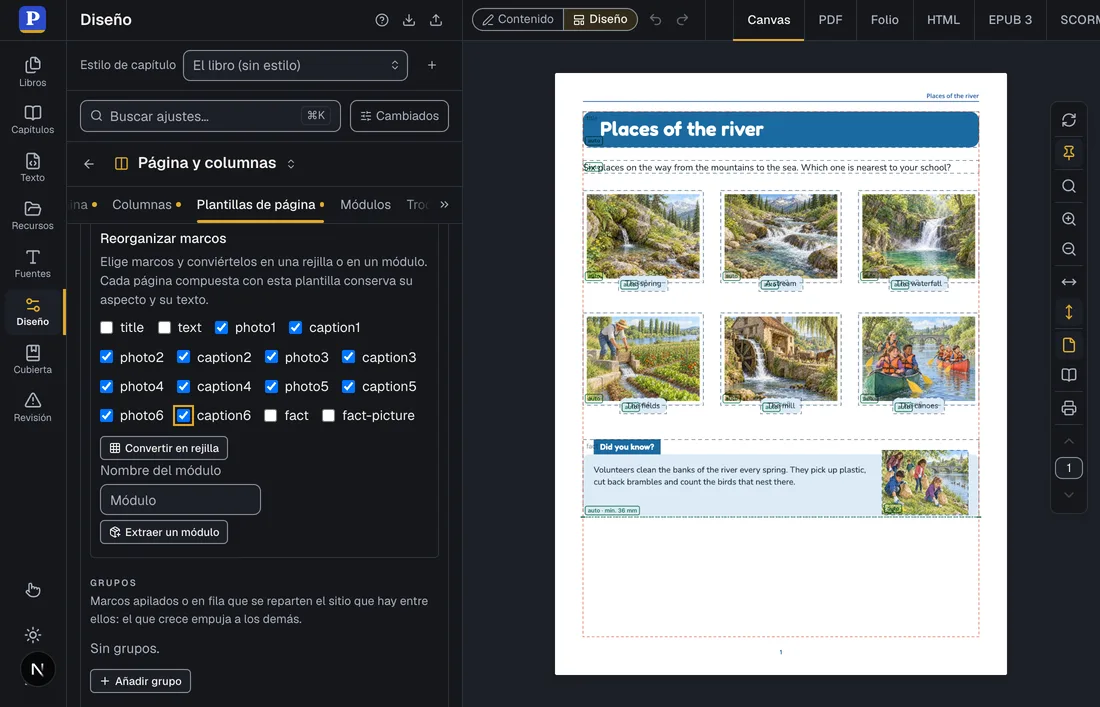 P
Diseño
Contenido
Diseño
Canvas
PDF
Folio
HTML
EPUB 3
SCORM
Libros
Capítulos
Texto
Recursos
Fuentes
Diseño
Cubierta
Revisión
N
Estilo de capítulo
El libro (sin estilo)
Buscar ajustes...
⌘K
Cambiados
Página y columnas
Columnas
Plantillas de página
Módulos
Reorganizar marcos
Elige marcos y conviértelos en una rejilla o en un módulo.
Cada página compuesta con esta plantilla conserva su
aspecto y su texto.
title text photo1 caption1
photo2 caption2 photo3 caption3
photo4 caption4 photo5 caption5
photo6 caption6 fact fact-picture
Convertir en rejilla
Nombre del módulo
Módulo
Extraer un módulo
GRUPOS
Marcos apilados o en fila que se reparten el sitio que hay entre
ellos: el que crece empuja a los demás.
Sin grupos.
Añadir grupo
Places of the river
Places of the river
auto
Six places on the way from the mountains to the sea. Which one is nearest to your school?
The spring
A stream
The waterfall
auto
The fields
The mill
The canoes
Did you know?
Volunteers clean the banks of the river every spring. They pick up plastic,
cut back brambles and count the birds that nest there.
auto · min. 36 mm
auto
1
1